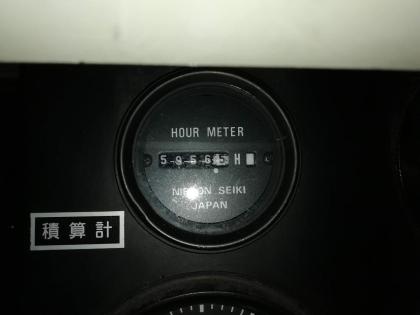 HOUR METER
NIPPON SEIKI
JAPAN
積算計